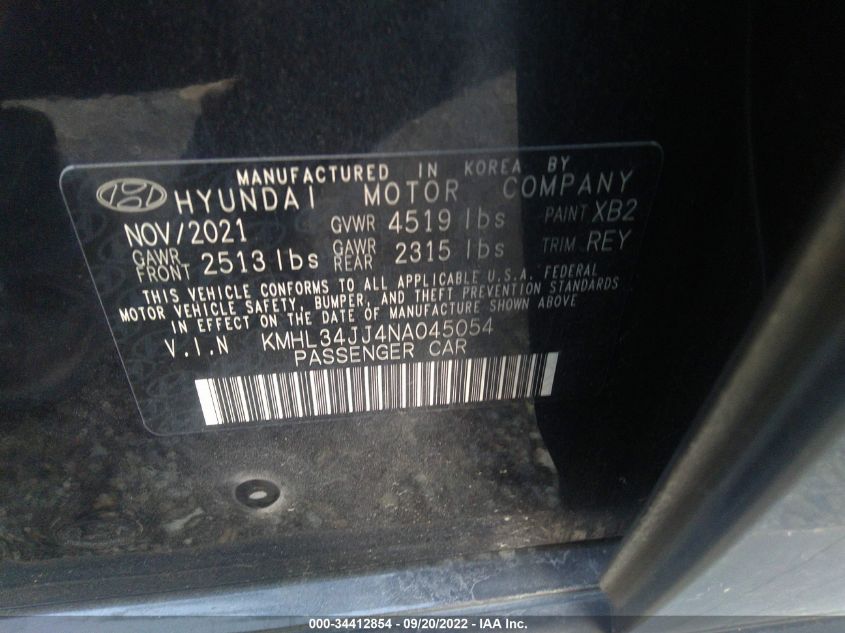 MANUFACTURED IN KOREA BY
HYUNDAI MOTOR COMPANY
NOV/2021 GVWR 4519 lbs PAINT XB2
GAWR FRONT 2513 lbs GAWR REAR 2315 lbs TRIM REY
THIS VEHICLE CONFORMS TO ALL APPLICABLE U.S.A. FEDERAL
MOTOR VEHICLE SAFETY, BUMPER, AND THEFT PREVENTION STANDARDS
IN EFFECT ON THE DATE OF MANUFACTURE SHOWN ABOVE
V.I.N KMHL34JJ4NA045054
PASSENGER CAR
000-34412854 - 09/20/2022 - IAA Inc.